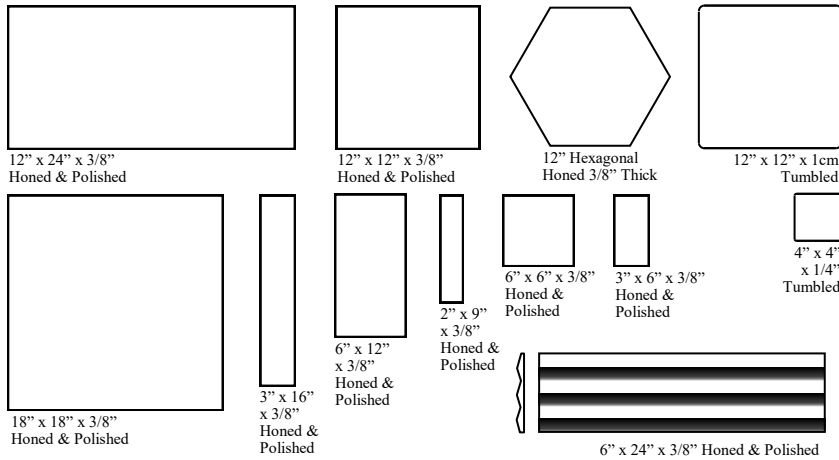 12” x 24” x 3/8”
Honed & Polished
12” x 12” x 3/8”
Honed & Polished
12” Hexagonal
Honed 3/8” Thick
12” x 12” x 1cm
Tumbled
18” x 18” x 3/8”
Honed & Polished
3” x 16”
x 3/8”
Honed &
Polished
6” x 12”
x 3/8”
Honed &
Polished
2” x 9”
x 3/8”
Honed &
Polished
6” x 6” x 3/8”
Honed &
Polished
3” x 6” x 3/8”
Honed &
Polished
4” x 4”
x 1/4”
Tumbled
6” x 24” x 3/8” Honed & Polished